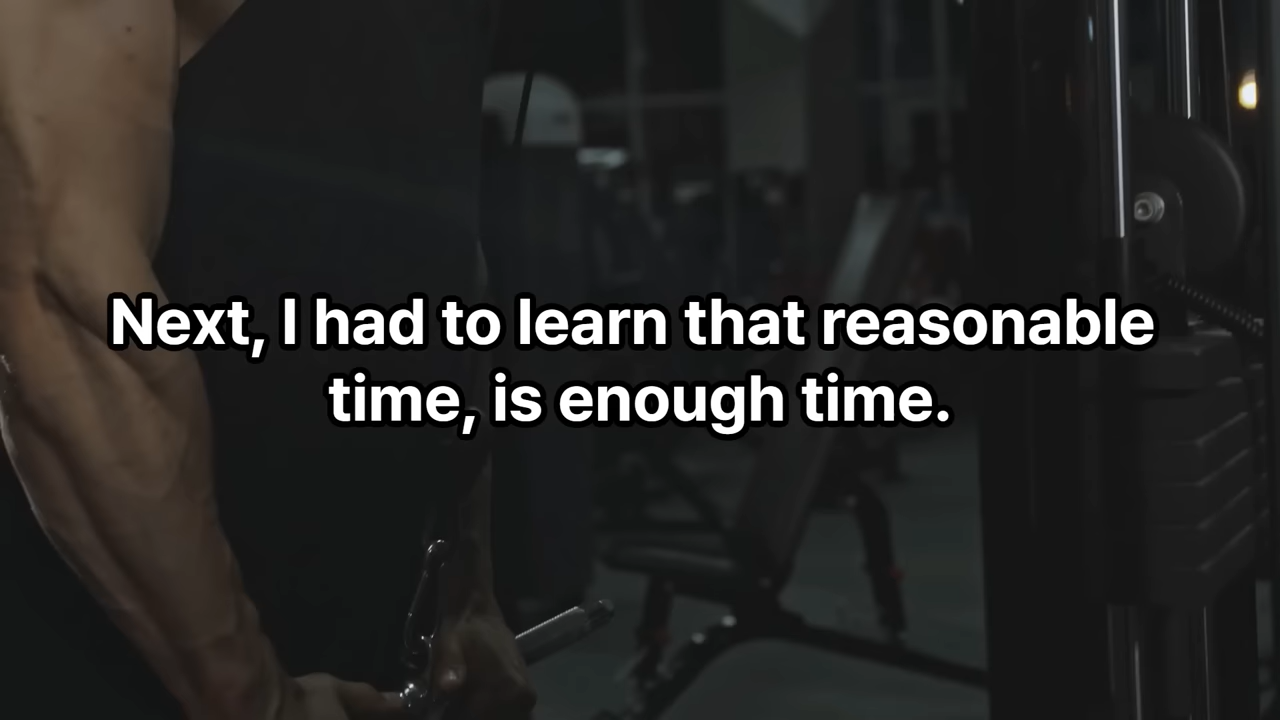 Next, I had to learn that reasonable
time, is enough time.